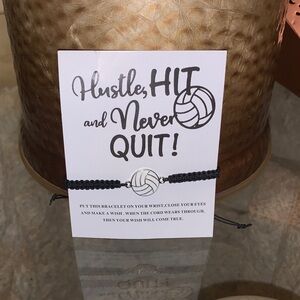 Hustle, HIT
and Never
QUIT!
PUT THIS BRACELET ON YOUR WRIST, CLOSE YOUR EYES
AND MAKE A WISH. WHEN THE CORD WEARS THROUGH,
THEN YOUR WISH WILL COME TRUE.